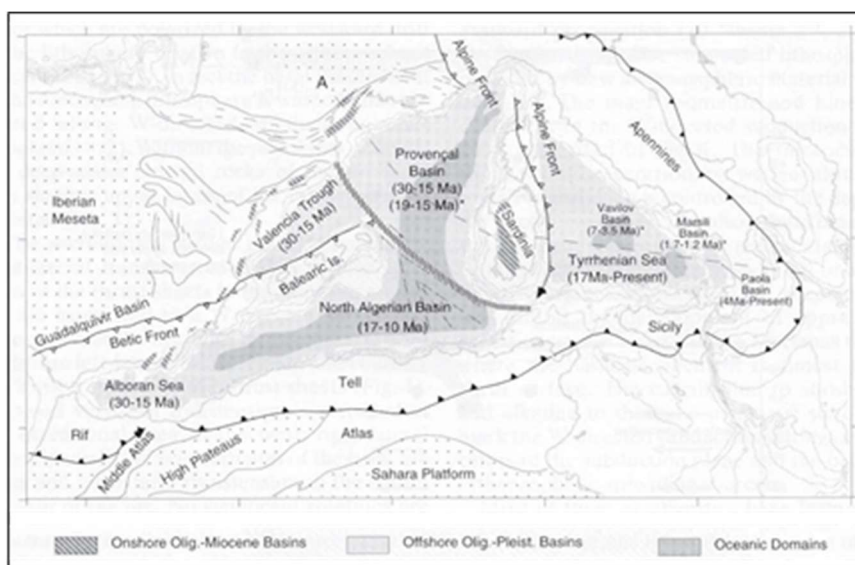 A
Alpine Front
Alpine Front
Apennines
Iberian
Meseta
Provençal
Basin
(30-15 Ma)
(19-15 Ma)*
Valencia Trough
(30-15 Ma)
Sardinia
Vavilov
Basin
(7-3.5 Ma)*
Marsili
Basin
(1.7-1.2 Ma)*
Tyrrhenian Sea
(17Ma-Present)
Paola
Basin
(4Ma-Present)
Balearic Is.
Guadalquivir Basin
Betic Front
North Algerian Basin
(17-10 Ma)
Sicily
Alboran Sea
(30-15 Ma)
Tell
Rif
Middle Atlas
High Plateaus
Atlas
Sahara Platform
Onshore Olig.-Miocene Basins
Offshore Olig.-Pleist. Basins
Oceanic Domains